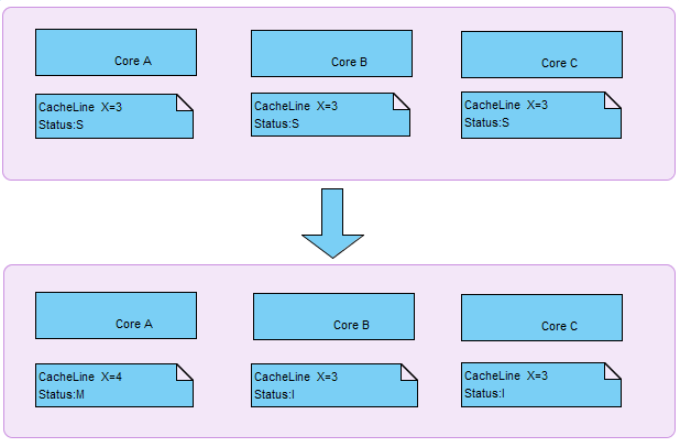 Core A
Core B
Core C
CacheLine X=3
Status:S
CacheLine X=3
Status:S
CacheLine X=3
Status:S
Core A
Core B
Core C
CacheLine X=4
Status:M
CacheLine X=3
Status:I
CacheLine X=3
Status:I